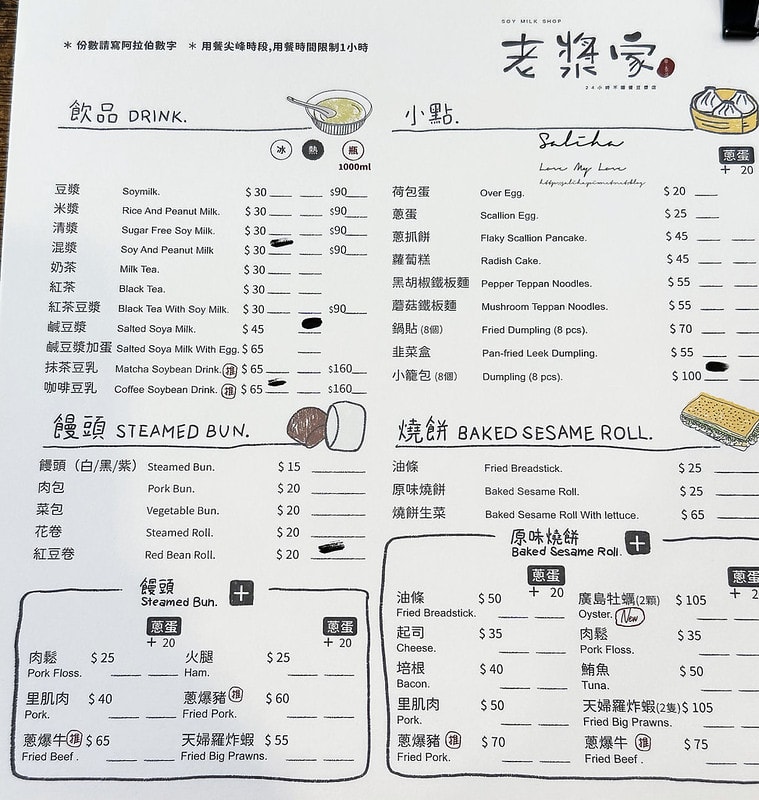 SOY MILK SHOP
老漿家
24小時不睡覺豆漿店
＊ 份數請寫阿拉伯數字 ＊ 用餐尖峰時段,用餐時間限制1小時
飲品 DRINK.
冰 熱 瓶
1000ml
豆漿 Soymilk. $ 30 $90
米漿 Rice And Peanut Milk. $ 30 $90
清漿 Sugar Free Soy Milk. $ 30 $90
混漿 Soy And Peanut Milk $ 30 $90
奶茶 Milk Tea. $ 30
紅茶 Black Tea. $ 30
紅茶豆漿 Black Tea With Soy Milk. $ 30 $90
鹹豆漿 Salted Soya Milk. $ 45
鹹豆漿加蛋 Salted Soya Milk With Egg. $ 65
抹茶豆乳 Matcha Soybean Drink. 推 $ 65 $160
咖啡豆乳 Coffee Soybean Drink. 推 $ 65 $160
小點.
Saliha
Love My Love
蔥蛋
+ 20
荷包蛋 Over Egg. $ 20
蔥蛋 Scallion Egg. $ 25
蔥抓餅 Flaky Scallion Pancake. $ 45
蘿蔔糕 Radish Cake. $ 45
黑胡椒鐵板麵 Pepper Teppan Noodles. $ 55
蘑菇鐵板麵 Mushroom Teppan Noodles. $ 55
鍋貼 (8個) Fried Dumpling (8 pcs). $ 70
韭菜盒 Pan-fried Leek Dumpling. $ 55
小籠包 (8個) Dumpling (8 pcs). $ 100
饅頭 STEAMED BUN.
饅頭（白/黑/紫） Steamed Bun. $ 15
肉包 Pork Bun. $ 20
菜包 Vegetable Bun. $ 20
花卷 Steamed Roll. $ 20
紅豆卷 Red Bean Roll. $ 20
燒餅 BAKED SESAME ROLL.
油條 Fried Breadstick. $ 25
原味燒餅 Baked Sesame Roll. $ 25
燒餅生菜 Baked Sesame Roll With lettuce. $ 65
饅頭
Steamed Bun. +
蔥蛋 蔥蛋
+ 20 + 20
肉鬆 $ 25 火腿 $ 25
Pork Floss. Ham.
里肌肉 $ 40 蔥爆豬 推 $ 60
Pork. Fried Pork.
蔥爆牛 推 $ 65 天婦羅炸蝦 $ 55
Fried Beef . Fried Big Prawns.
原味燒餅
Baked Sesame Roll. +
蔥蛋 蔥蛋
+ 20 + 2
油條 $ 50 廣島牡蠣(2顆) $ 105
Fried Breadstick. Oyster. New
起司 $ 35 肉鬆 $ 35
Cheese. Pork Floss.
培根 $ 40 鮪魚 $ 50
Bacon. Tuna.
里肌肉 $ 50 天婦羅炸蝦(2隻) $ 105
Pork. Fried Big Prawns.
蔥爆豬 推 $ 70 蔥爆牛 推 $ 75
Fried Pork. Fried Beef .